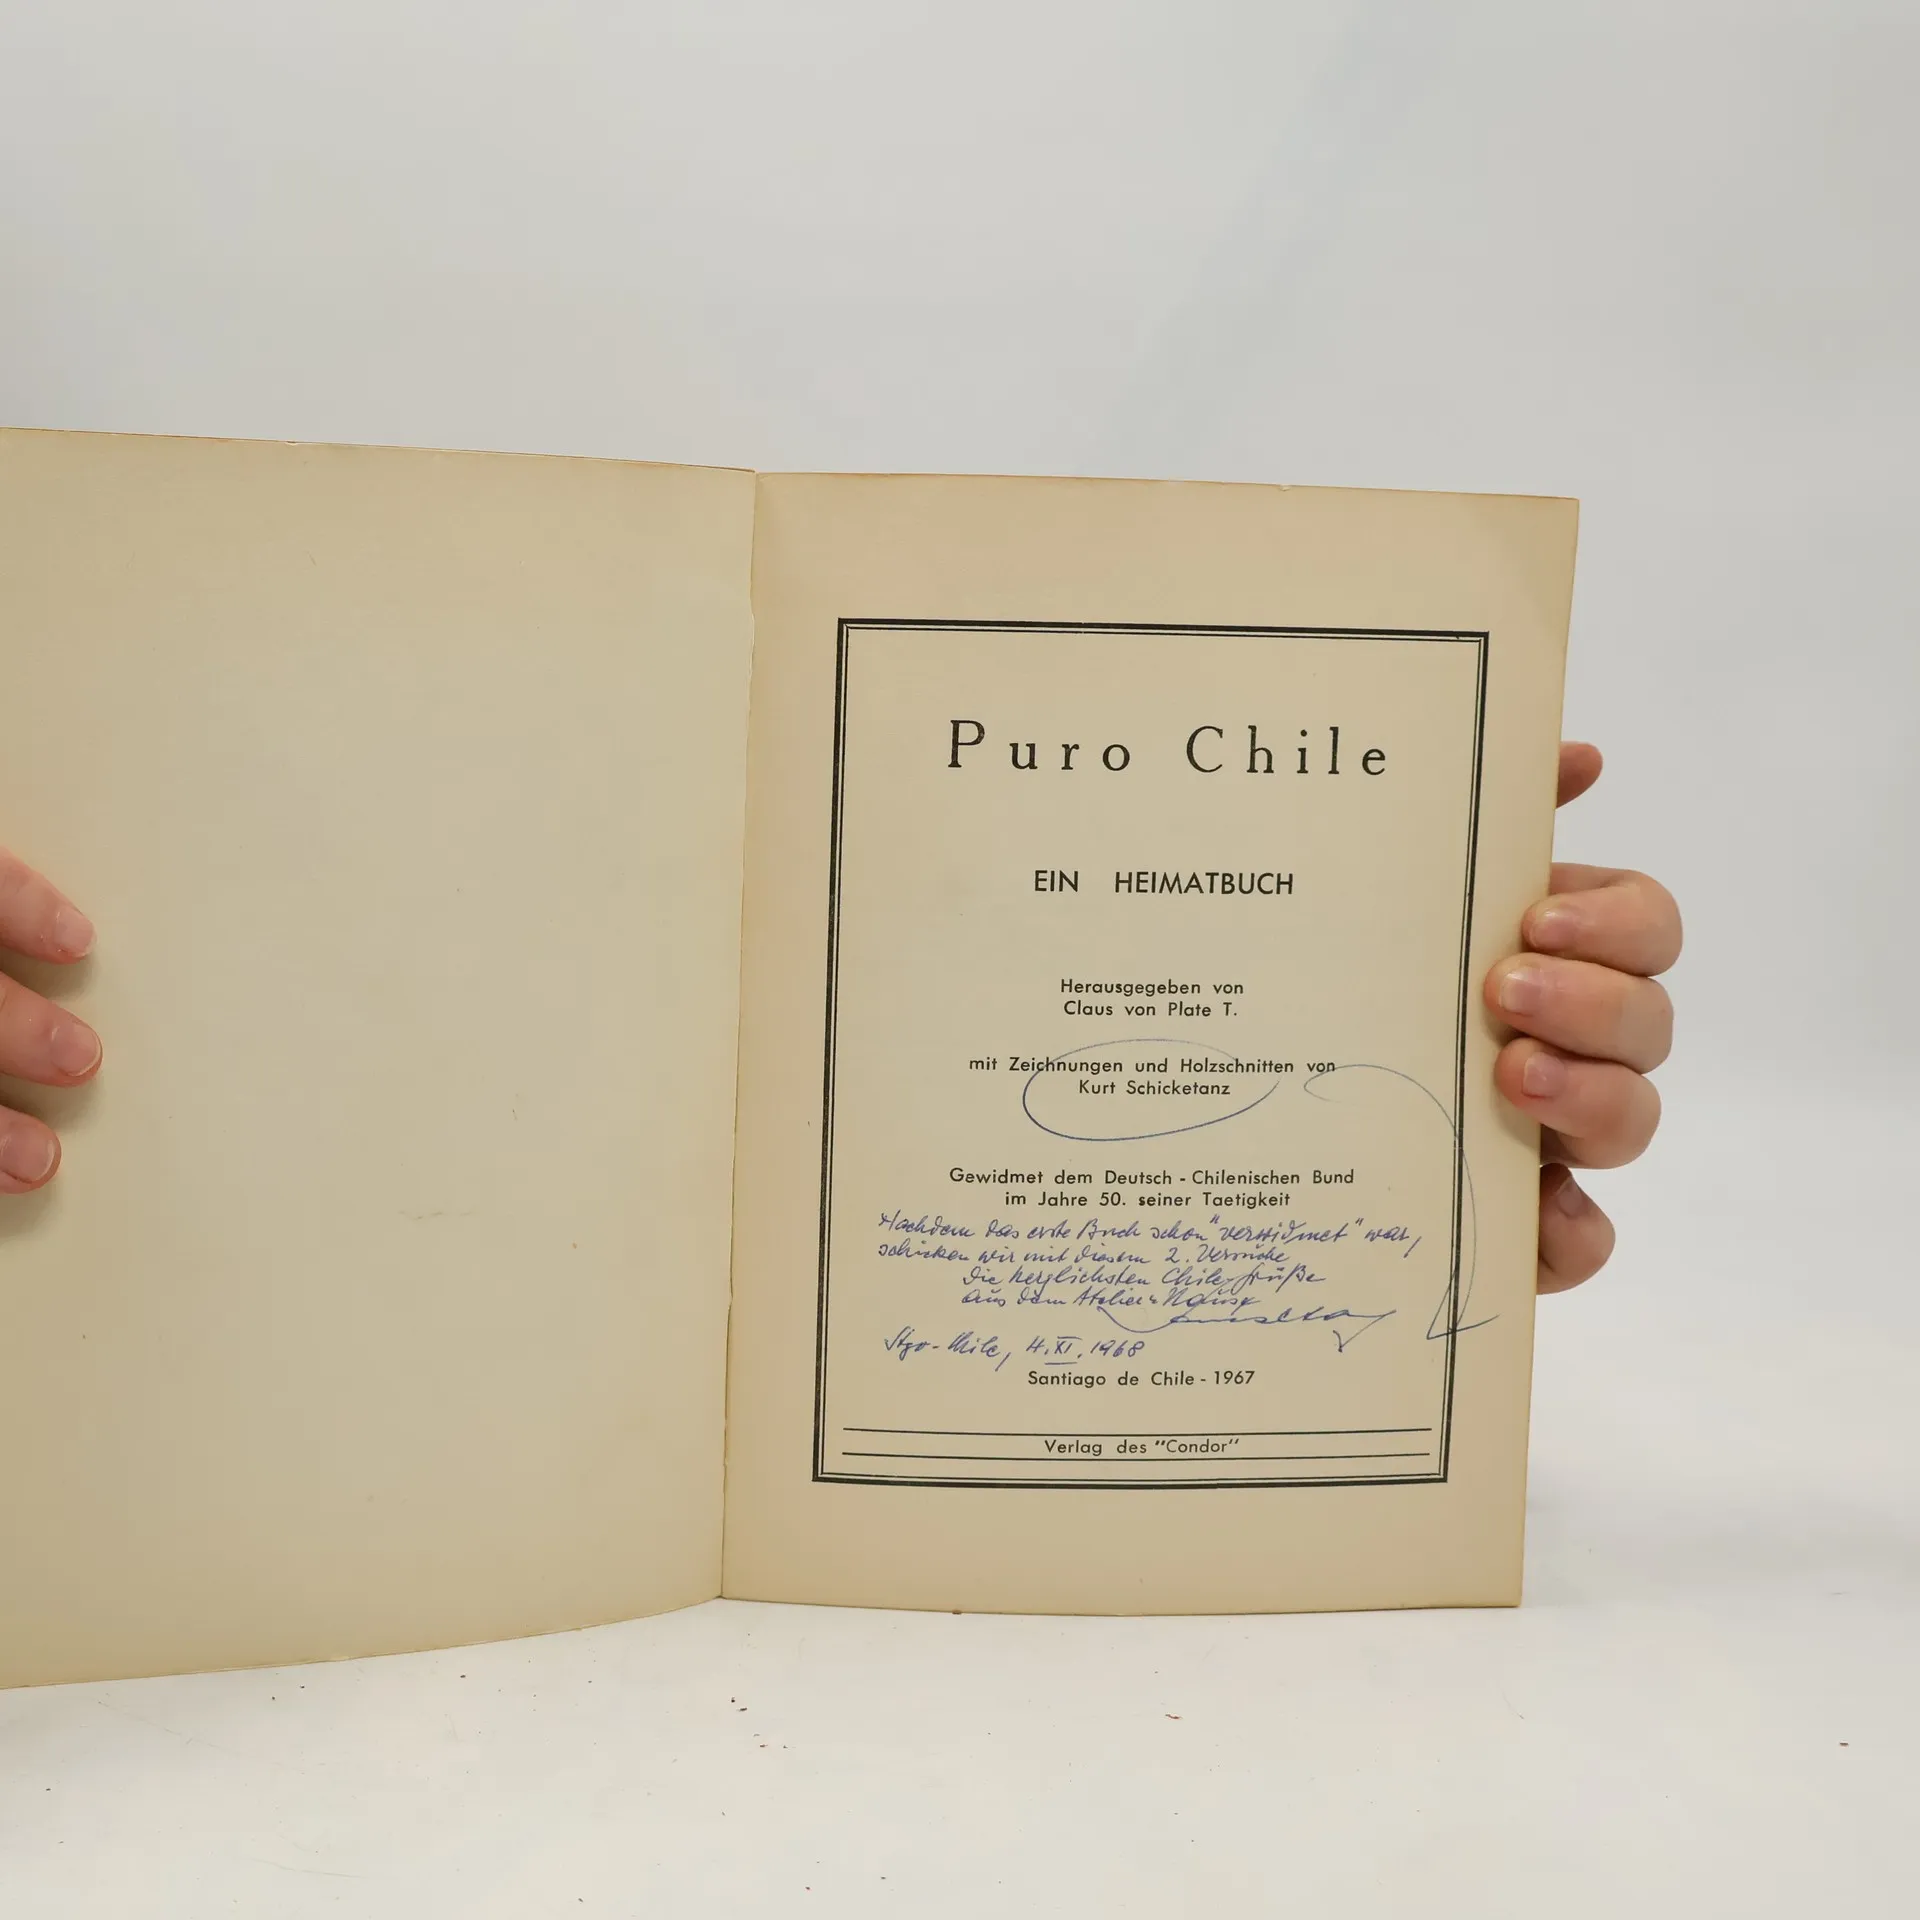 Puro Chile
EIN HEIMATBUCH
Herausgegeben von
Claus von Plate T.
mit Zeichnungen und Holzschnitten von
Kurt Schicketanz
Gewidmet dem Deutsch - Chilenischen Bund
im Jahre 50. seiner Taetigkeit
Nachdem das erste Buch schon "verwidmet" war,
schicken wir mit diesem 2. Versuche
die herzlichsten Chile-Grüße
aus dem Atelier
Stgo - Chile, 4. XI. 1968
Santiago de Chile - 1967
Verlag des "Condor"